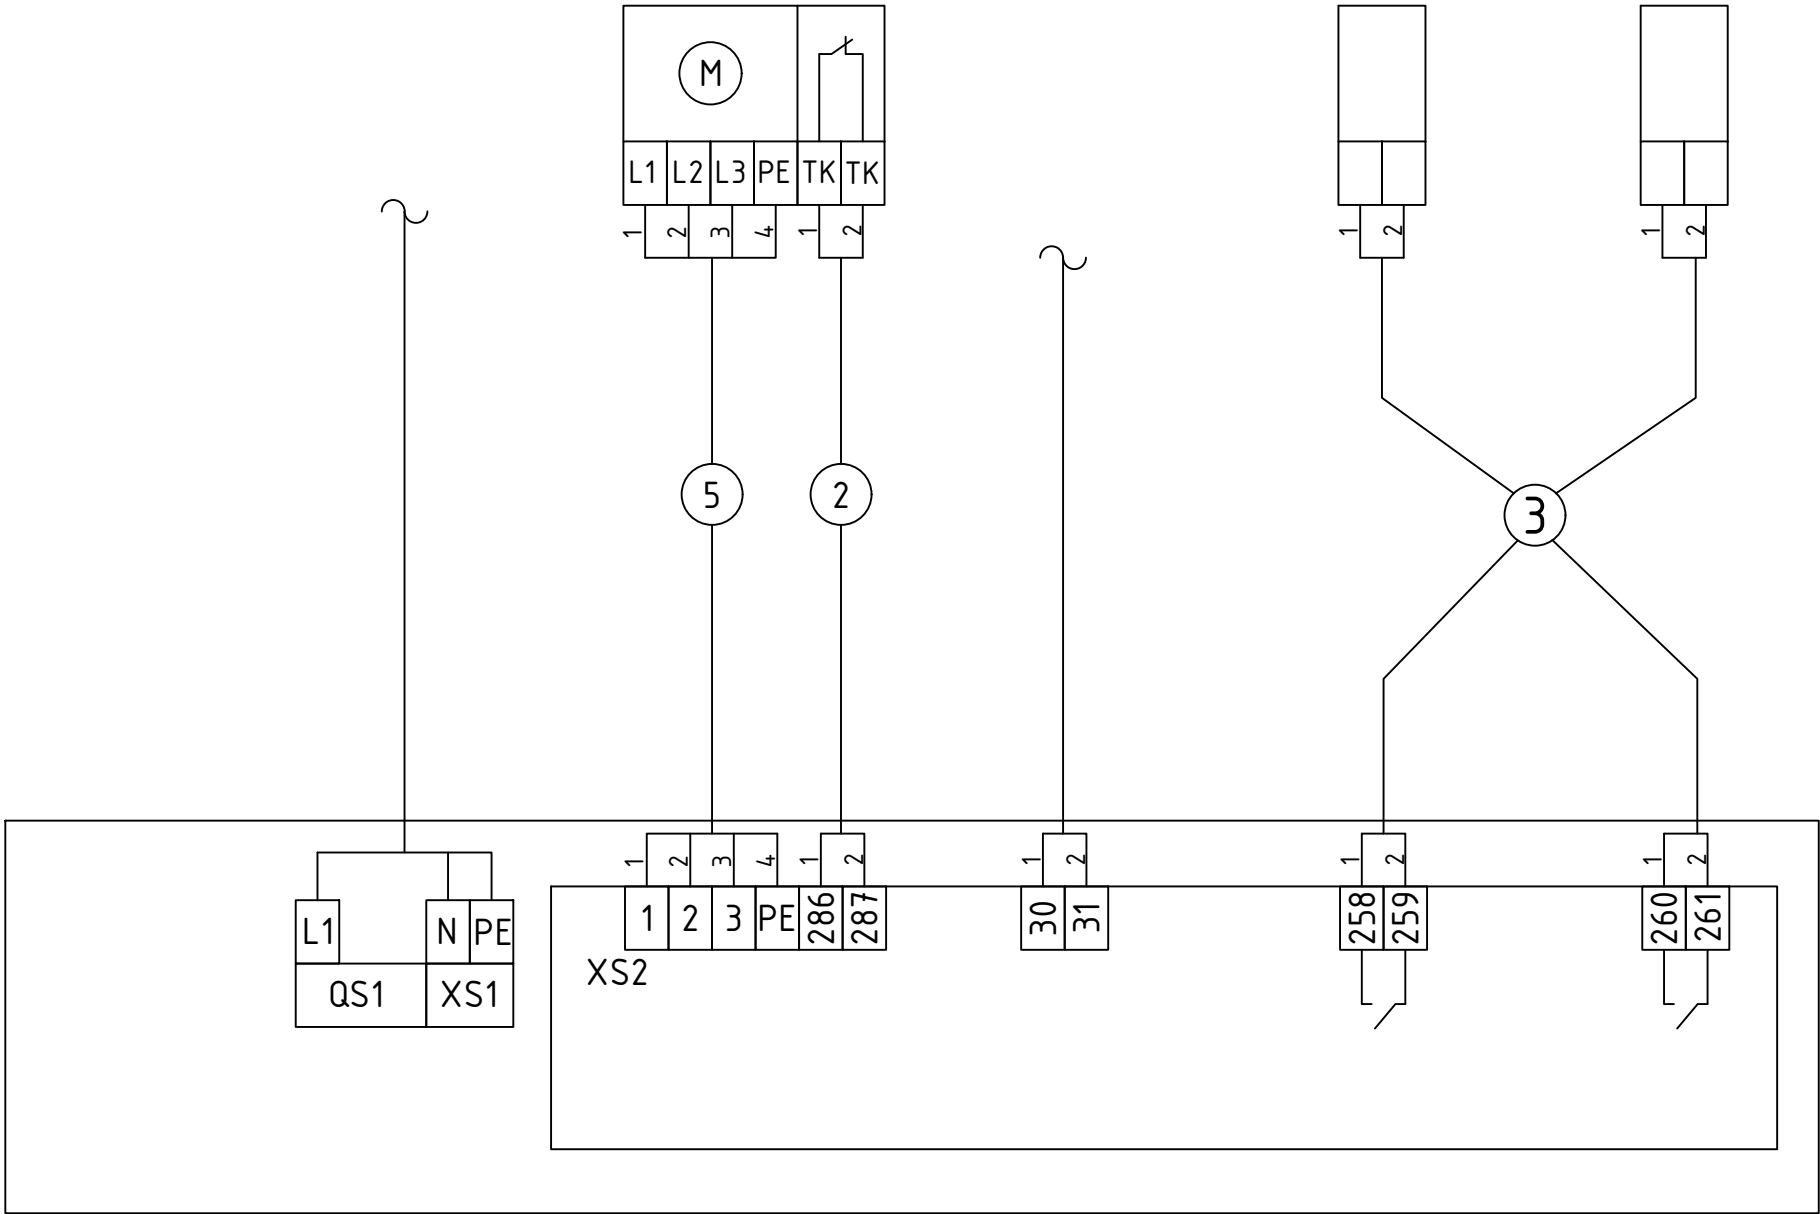 M
L1 L2 L3 PE TK TK
1 2 3 4 1 2 1 2 1 2
5 2 3
1 2 3 4 1 2 1 2 1 2 1 2
L1 N PE 1 2 3 PE 286 287 30 31 258 259 260 261
QS1 XS1 XS2